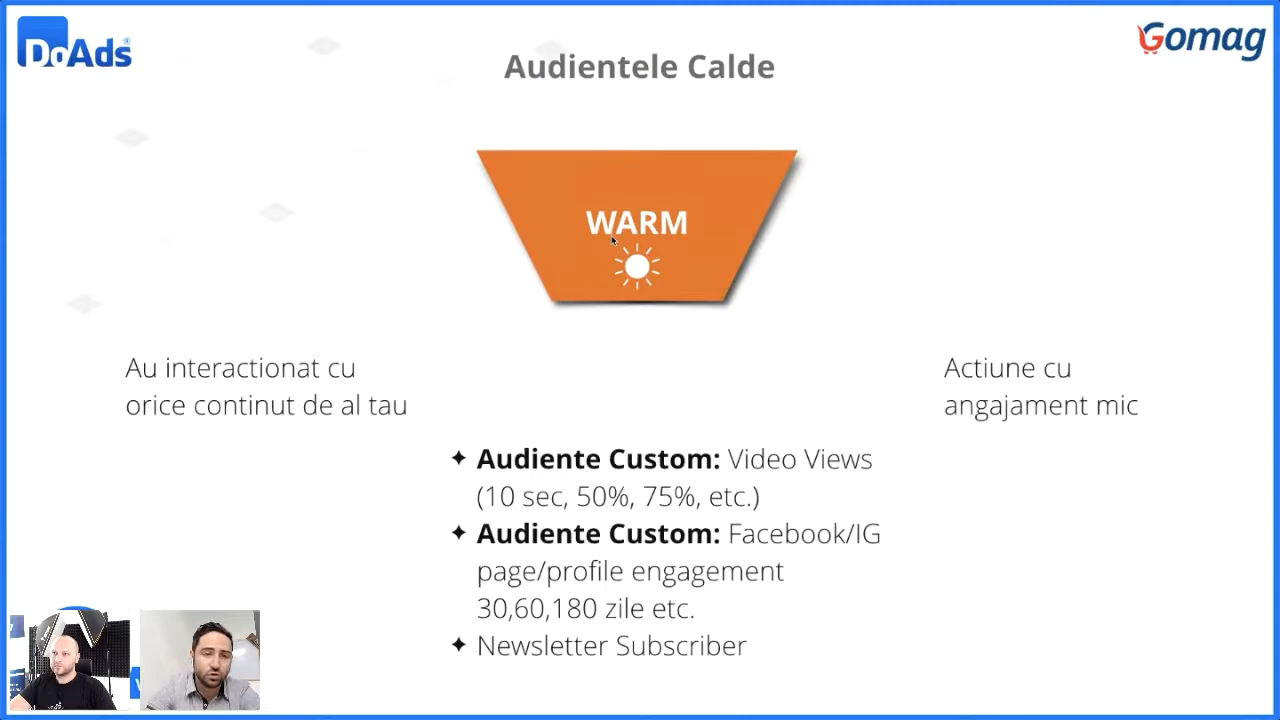 DoAds
Gomag
Audientele Calde
WARM
Au interactionat cu
orice continut de al tau
Actiune cu
angajament mic
✦ Audiente Custom: Video Views
(10 sec, 50%, 75%, etc.)
✦ Audiente Custom: Facebook/IG
page/profile engagement
30,60,180 zile etc.
✦ Newsletter Subscriber